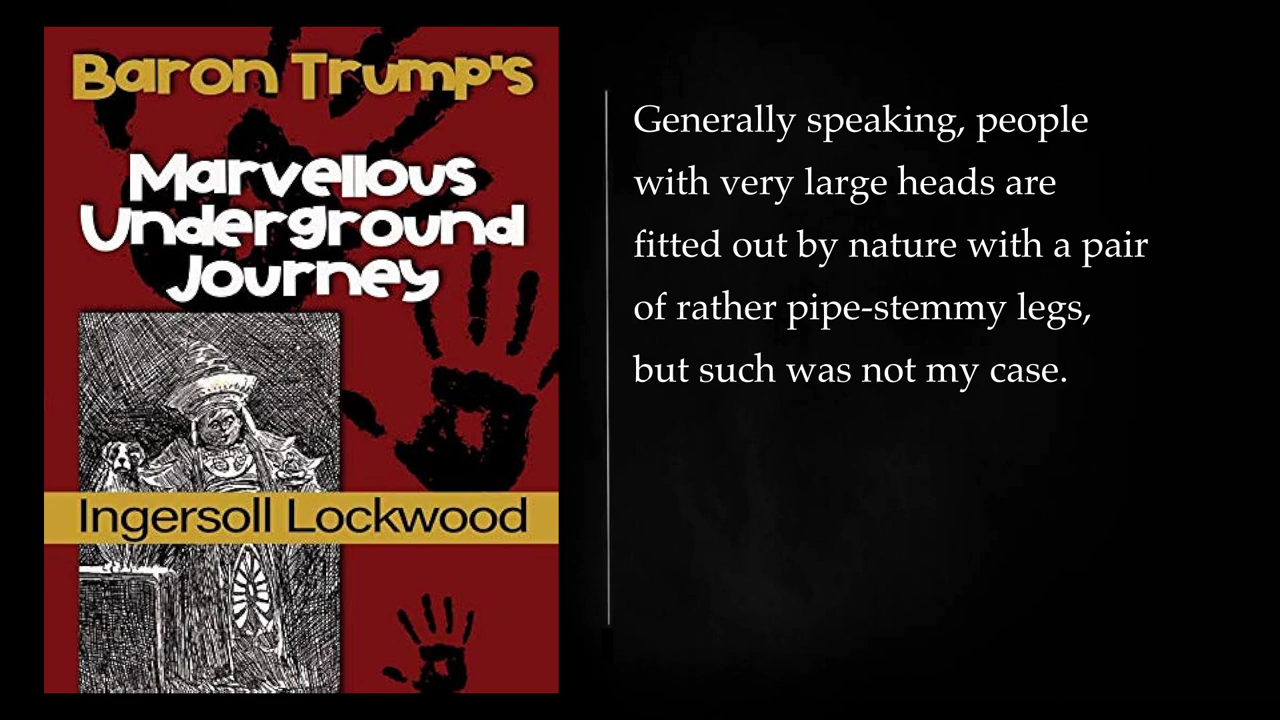 Baron Trump's
Marvellous
Underground
Journey
Ingersoll Lockwood
Generally speaking, people
with very large heads are
fitted out by nature with a pair
of rather pipe-stemmy legs,
but such was not my case.